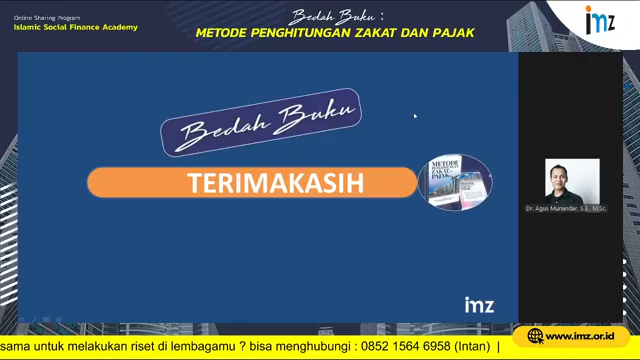 Online Sharing Program
Islamic Social Finance Academy
Bedah Buku :
METODE PENGHITUNGAN ZAKAT DAN PAJAK
imz
Bedah Buku
TERIMAKASIH
METODE
ZAKAT
PAJAK
Dr. Agus Munandar, S.E., M.Sc.
imz
sama untuk melakukan riset di lembagamu ? bisa menghubungi : 0852 1564 6958 (Intan) |
www.imz.or.id